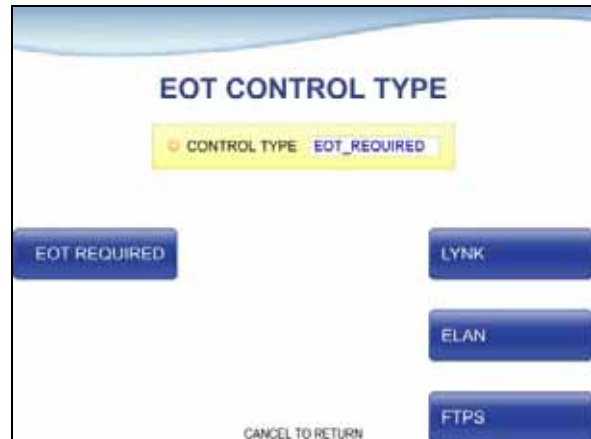 EOT CONTROL TYPE
CONTROL TYPE EOT_REQUIRED
EOT REQUIRED
LYNK
ELAN
FTPS
CANCEL TO RETURN